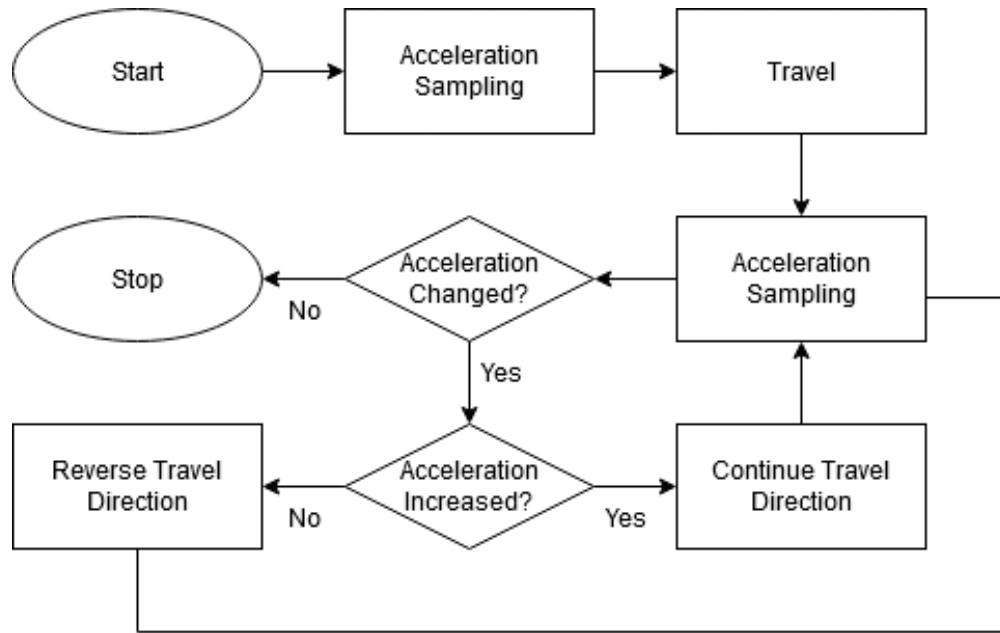 Start
Acceleration
Sampling
Travel
Stop
No
Acceleration
Changed?
Yes
Acceleration
Sampling
Reverse Travel
Direction
No
Acceleration
Increased?
Yes
Continue Travel
Direction